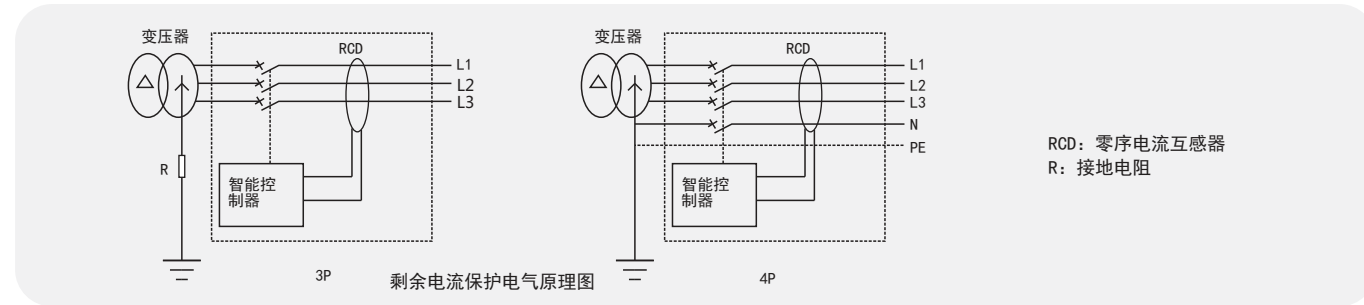 变压器
RCD
L1
L2
L3
R
智能控
制器
3P
变压器
RCD
L1
L2
L3
N
PE
智能控
制器
4P
剩余电流保护电气原理图
RCD：零序电流互感器
R：接地电阻